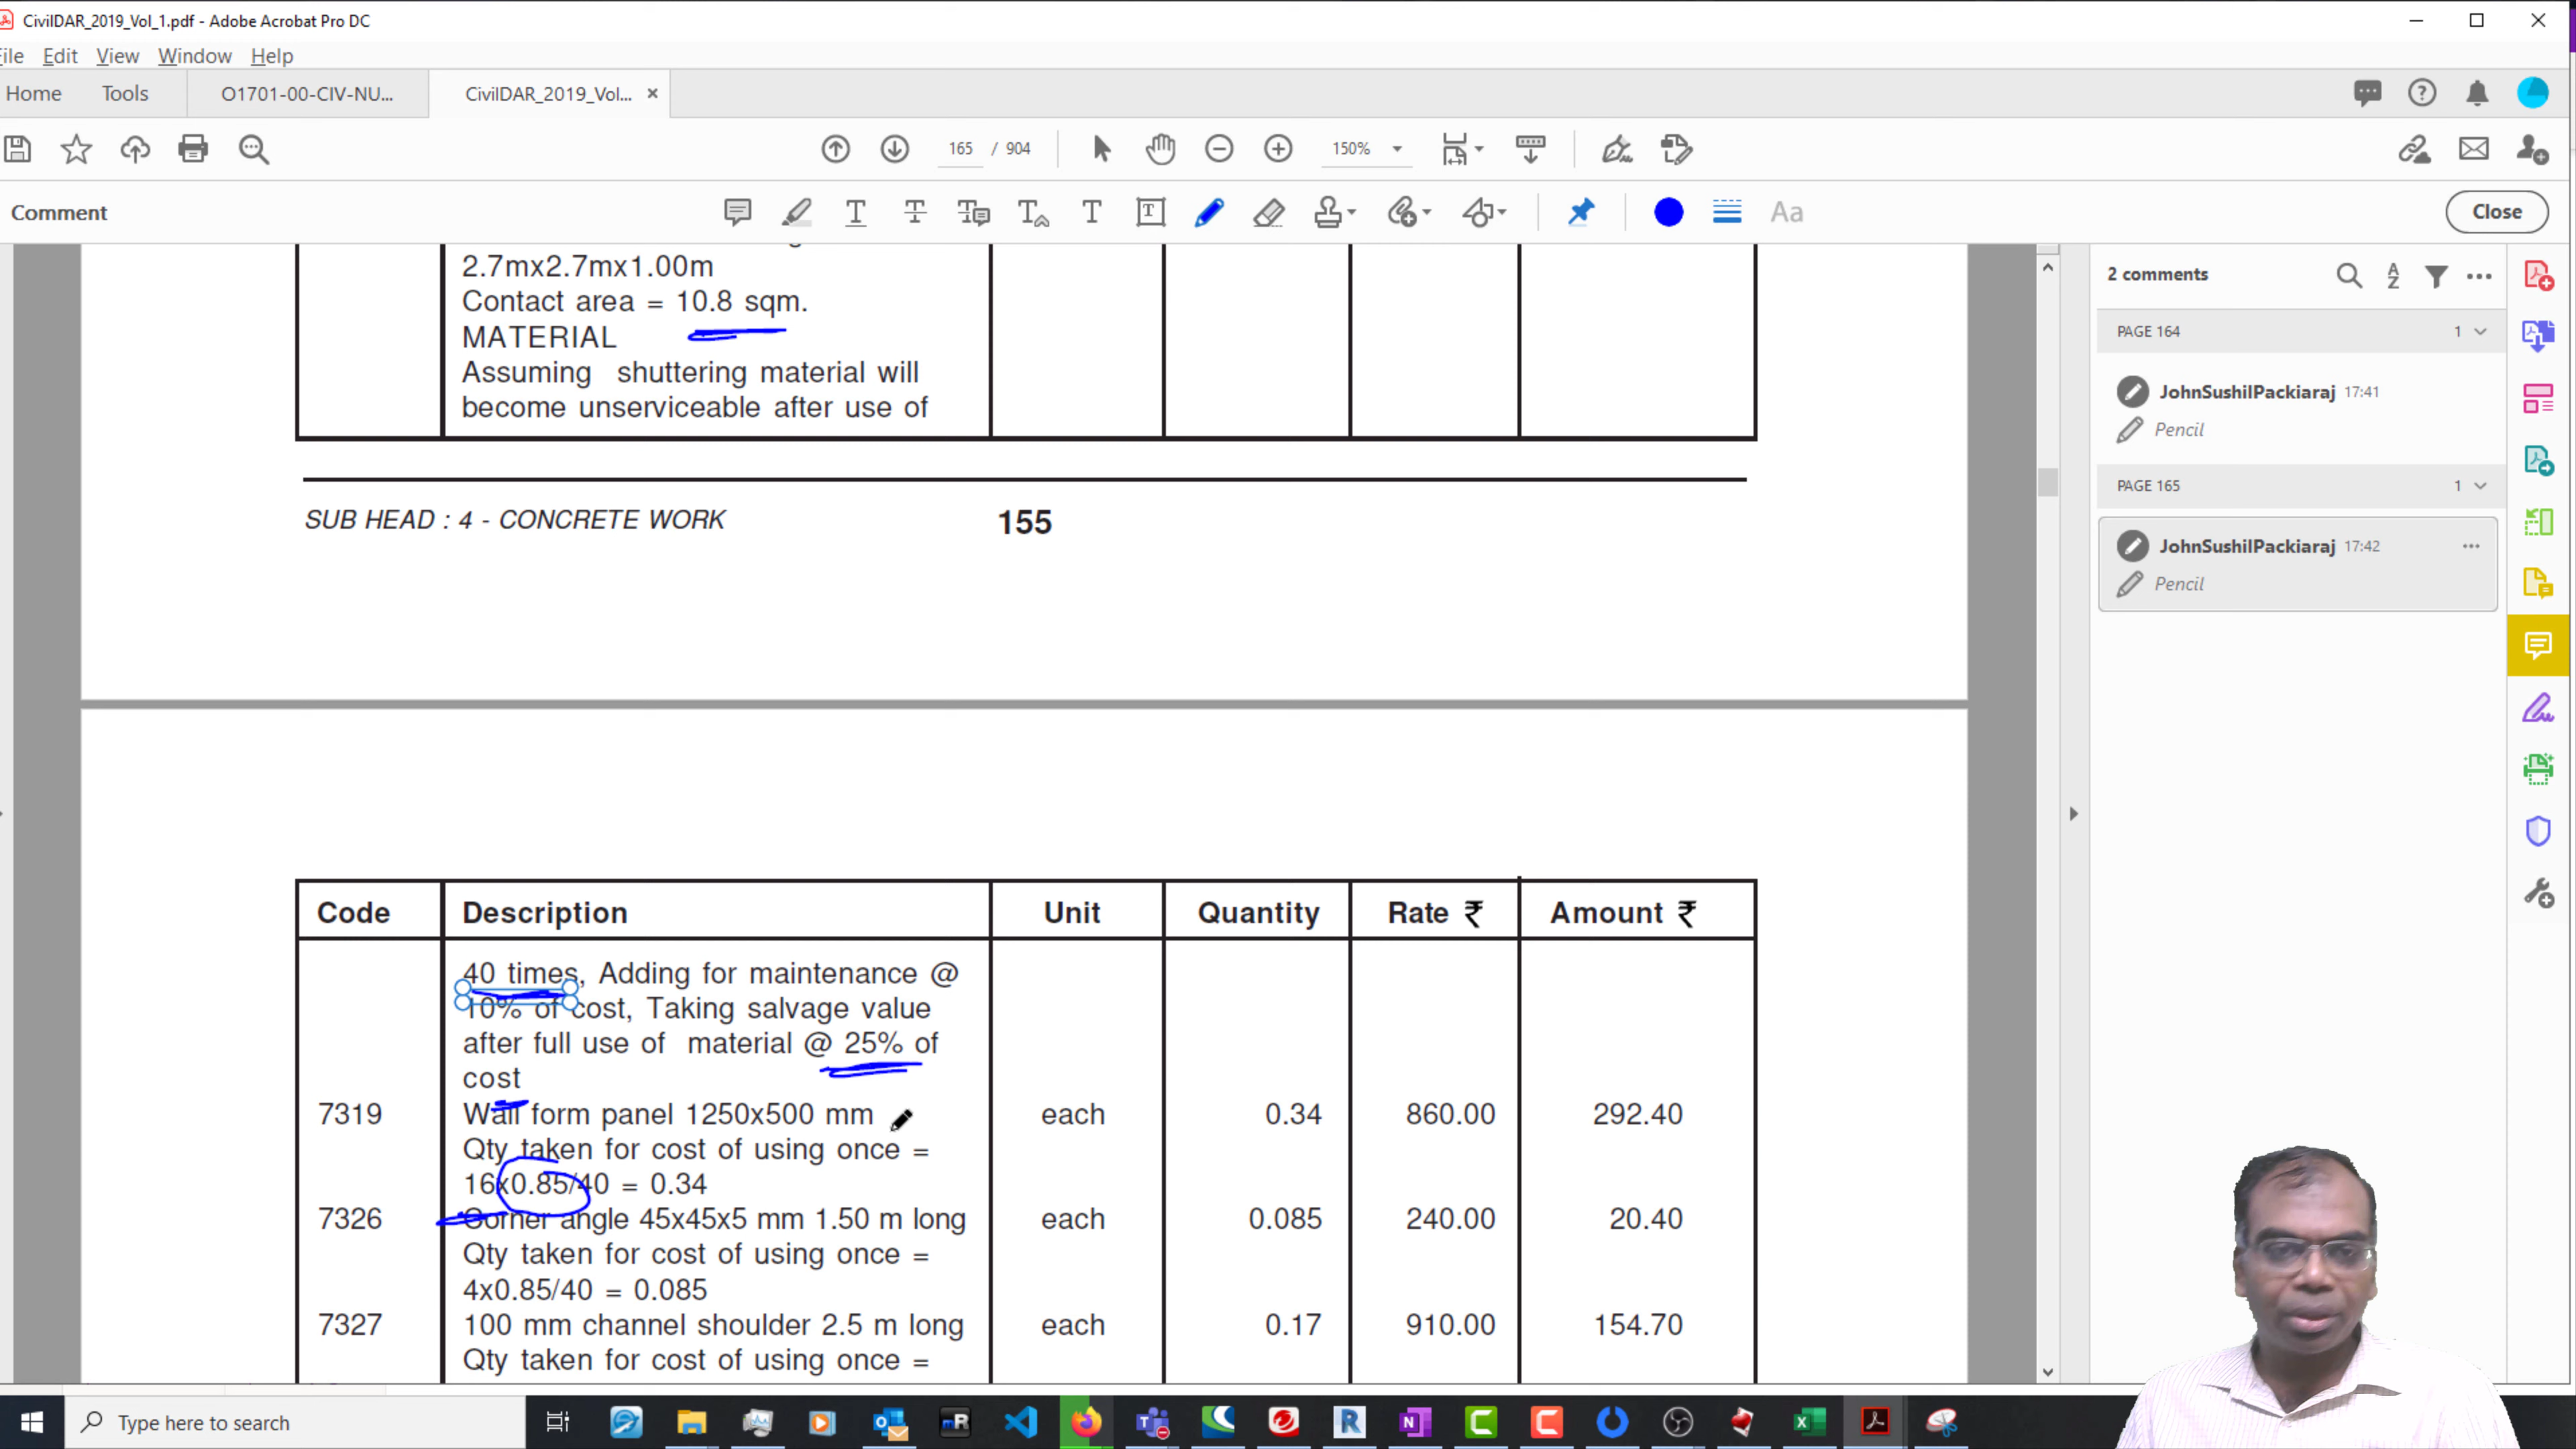 CivilDAR_2019_Vol_1.pdf - Adobe Acrobat Pro DC
File Edit View Window Help
Home Tools O1701-00-CIV-NU... CivilDAR_2019_Vol... ×
165 / 904 150%
Comment Aa Close
2.7mx2.7mx1.00m
Contact area = 10.8 sqm.
MATERIAL
Assuming shuttering material will
become unserviceable after use of
SUB HEAD : 4 - CONCRETE WORK 155
Code Description Unit Quantity Rate ₹ Amount ₹
40 times, Adding for maintenance @
10% of cost, Taking salvage value
after full use of material @ 25% of
cost
7319 Wall form panel 1250x500 mm each 0.34 860.00 292.40
Qty taken for cost of using once =
16x0.85/40 = 0.34
7326 Corner angle 45x45x5 mm 1.50 m long each 0.085 240.00 20.40
Qty taken for cost of using once =
4x0.85/40 = 0.085
7327 100 mm channel shoulder 2.5 m long each 0.17 910.00 154.70
Qty taken for cost of using once =
2 comments
PAGE 164 1
JohnSushilPackiaraj 17:41
Pencil
PAGE 165 1
JohnSushilPackiaraj 17:42
Pencil
Type here to search